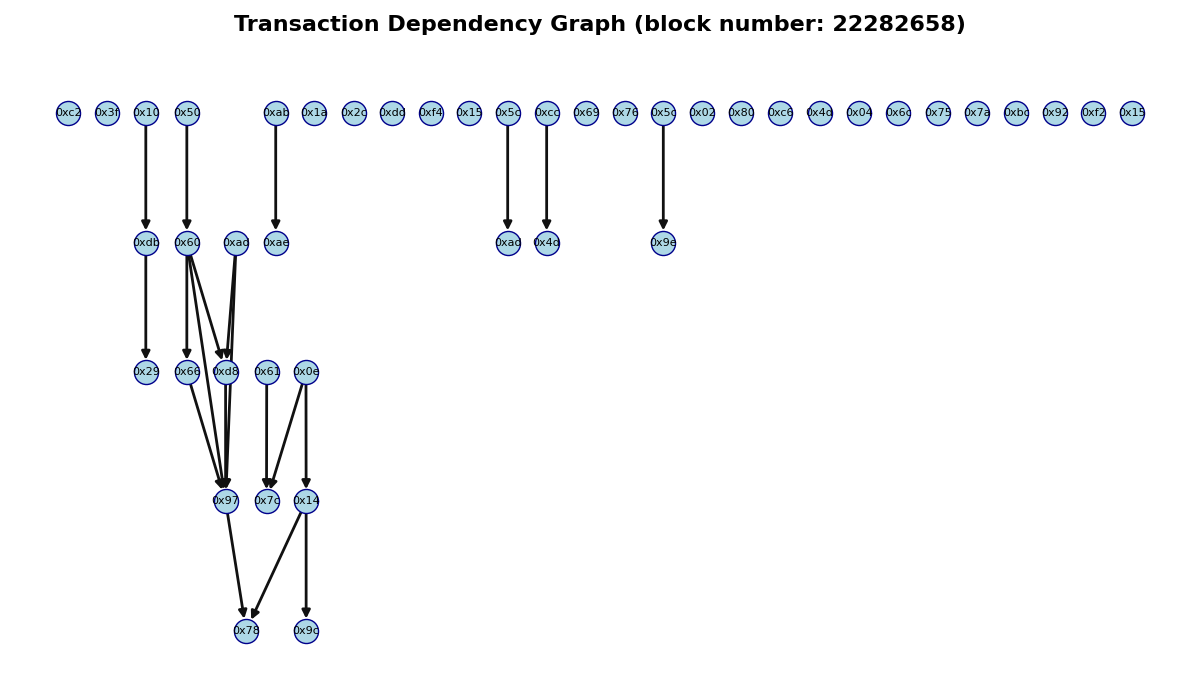 Transaction Dependency Graph (block number: 22282658)
0xc2 0x3f 0x10 0x50 0xab 0x1a 0x2c 0xdd 0xf4 0x15 0x5c 0xcc 0x69 0x76 0x5c 0x02 0x80 0xc6 0x4d 0x04 0x6c 0x75 0x7a 0xbc 0x92 0xf2 0x15
0xdb 0x60 0xad 0xae 0xad 0x4d 0x9e
0x29 0x66 0xd8 0x61 0x0e
0x97 0x7c 0x14
0x78 0x9c